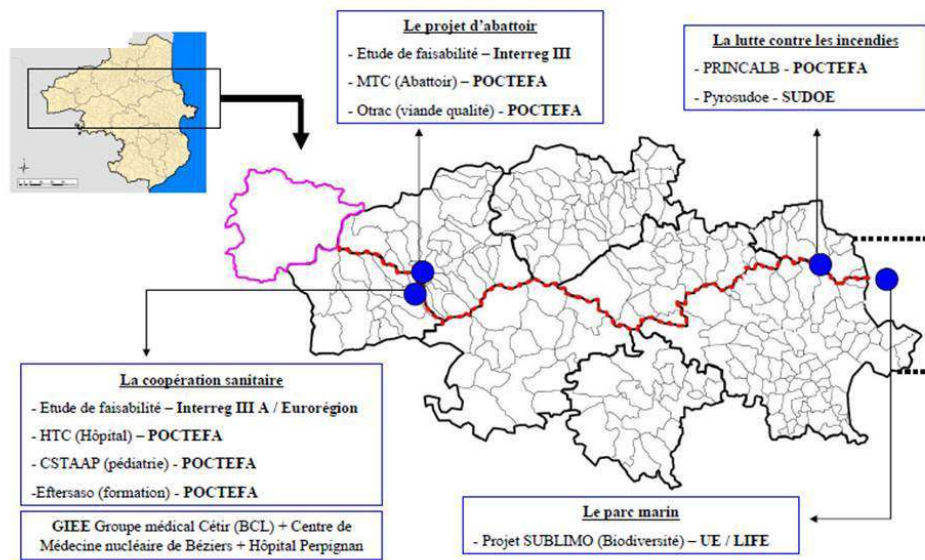 Le projet d'abattoir
- Etude de faisabilité – Interreg III
- MTC (Abattoir) – POCTEFA
- Otrac (viande qualité) - POCTEFA
La lutte contre les incendies
- PRINCALB - POCTEFA
- Pyrosudoe - SUDOE
La coopération sanitaire
- Etude de faisabilité – Interreg III A / Eurorégion
- HTC (Hôpital) – POCTEFA
- CSTAAP (pédiatrie) - POCTEFA
-Eftersaso (formation) - POCTEFA
GIEE Groupe médical Cétir (BCL) + Centre de
Médecine nucléaire de Béziers + Hôpital Perpignan
Le parc marin
- Projet SUBLIMO (Biodiversité) – UE / LIFE